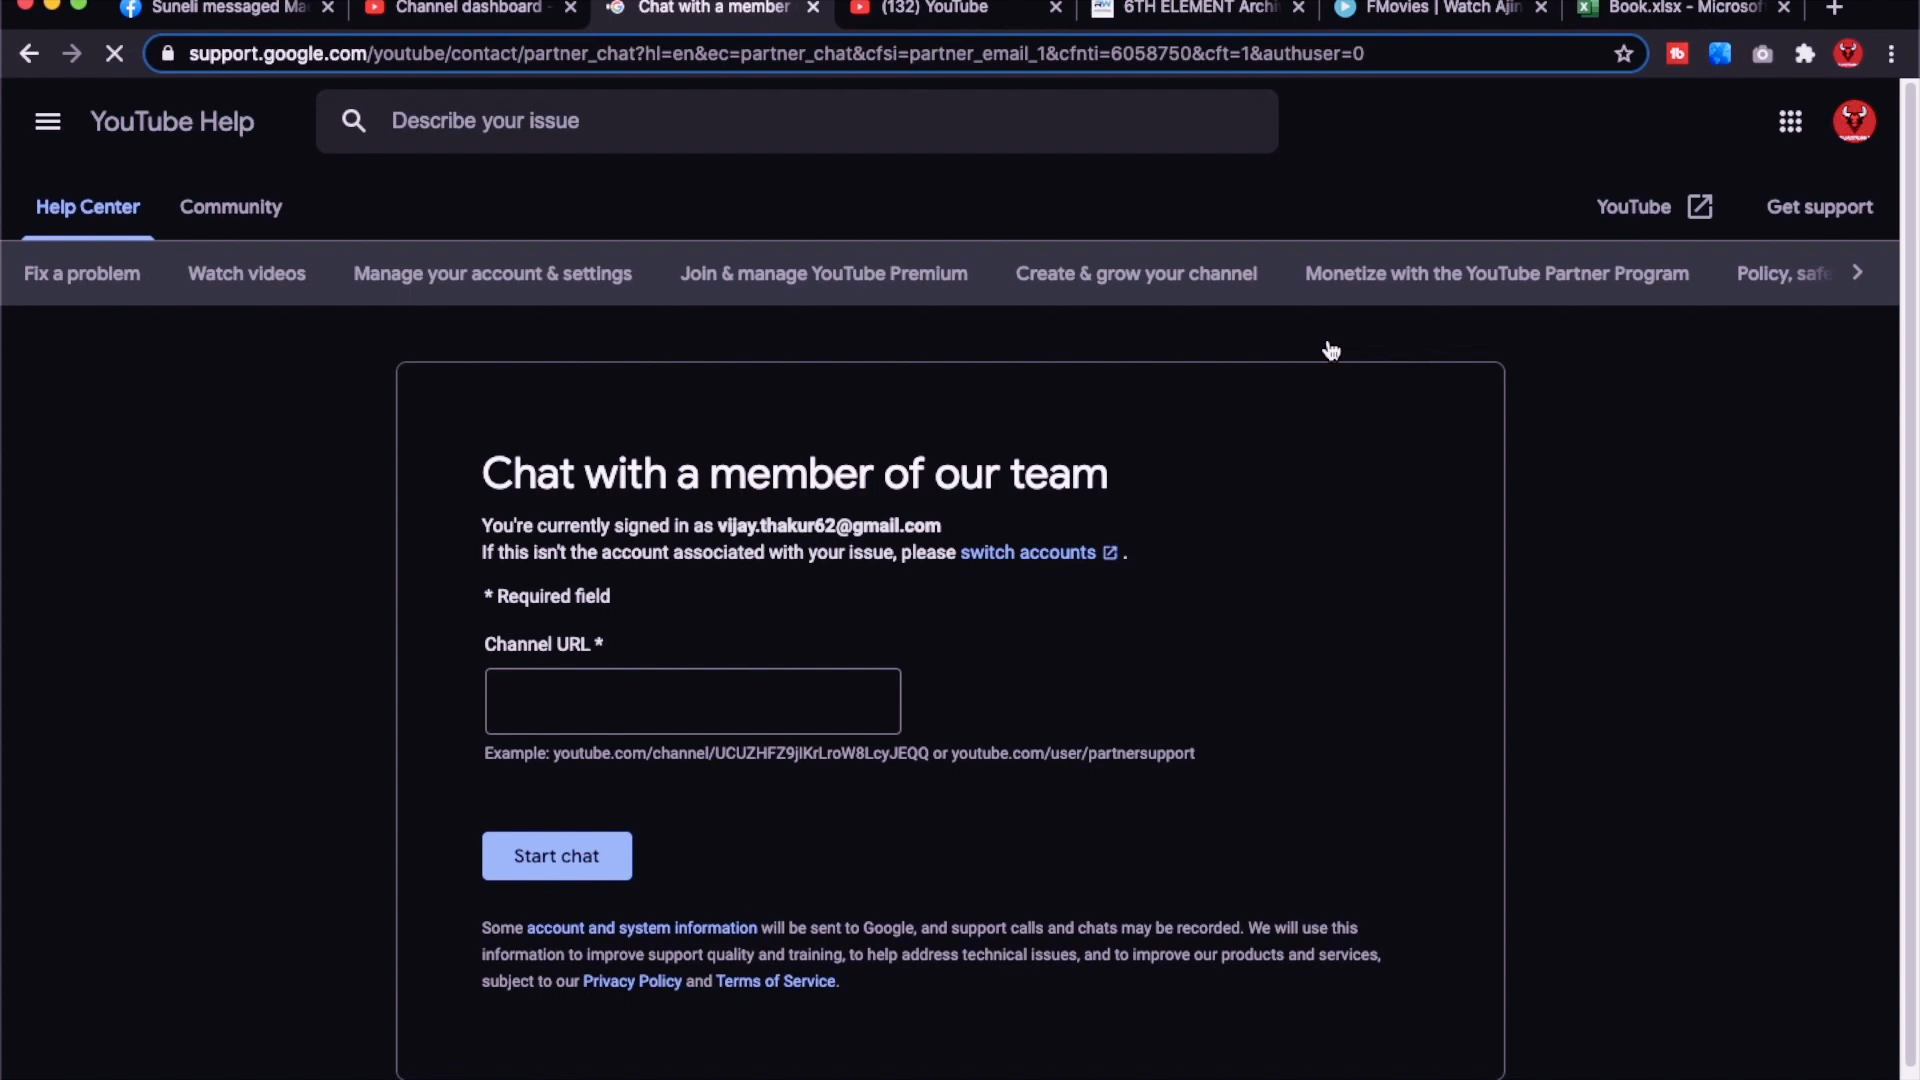 Suneli messaged Ma
Channel dashboard -
Chat with a member
(132) YouTube
6TH ELEMENT Archi
FMovies | Watch Ajin
Book.xlsx - Microsof
support.google.com/youtube/contact/partner_chat?hl=en&ec=partner_chat&cfsi=partner_email_1&cfnti=6058750&cft=1&authuser=0
YouTube Help
Describe your issue
Help Center
Community
YouTube
Get support
Fix a problem
Watch videos
Manage your account & settings
Join & manage YouTube Premium
Create & grow your channel
Monetize with the YouTube Partner Program
Policy, safe
Chat with a member of our team
You're currently signed in as vijay.thakur62@gmail.com
If this isn't the account associated with your issue, please switch accounts .
* Required field
Channel URL *
Example: youtube.com/channel/UCUZHFZ9jIKrLroW8LcyJEQQ or youtube.com/user/partnersupport
Start chat
Some account and system information will be sent to Google, and support calls and chats may be recorded. We will use this
information to improve support quality and training, to help address technical issues, and to improve our products and services,
subject to our Privacy Policy and Terms of Service.